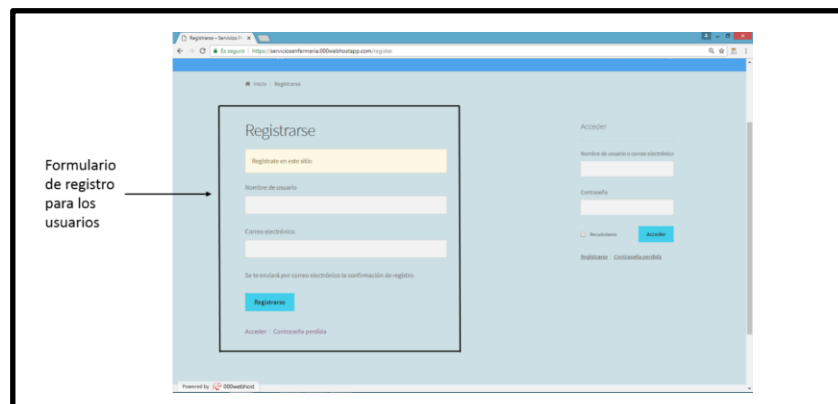 Registrarse – Servicios Pr
Es seguro | https://serviciosenfermeria.000webhostapp.com/register
Inicio / Registrarse
Formulario
de registro
para los
usuarios
Registrarse
Regístrate en este sitio
Nombre de usuario
Correo electrónico
Se te enviará por correo electrónico la confirmación de registro.
Registrarse
Acceder | Contraseña perdida
Acceder
Nombre de usuario o correo electrónico
Contraseña
Recuérdame
Acceder
Registrarse Contraseña perdida
Powered by 000webhost